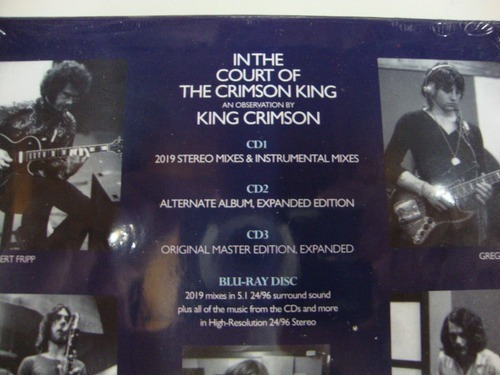 IN THE
COURT OF
THE CRIMSON KING
AN OBSERVATION BY
KING CRIMSON
CD1
2019 STEREO MIXES & INSTRUMENTAL MIXES
CD2
ALTERNATE ALBUM, EXPANDED EDITION
CD3
ORIGINAL MASTER EDITION, EXPANDED
ERT FRIPP
GREG
BLU-RAY DISC
2019 mixes in 5.1 24/96 surround sound
plus all of the music from the CDs and more
in High-Resolution 24/96 Stereo